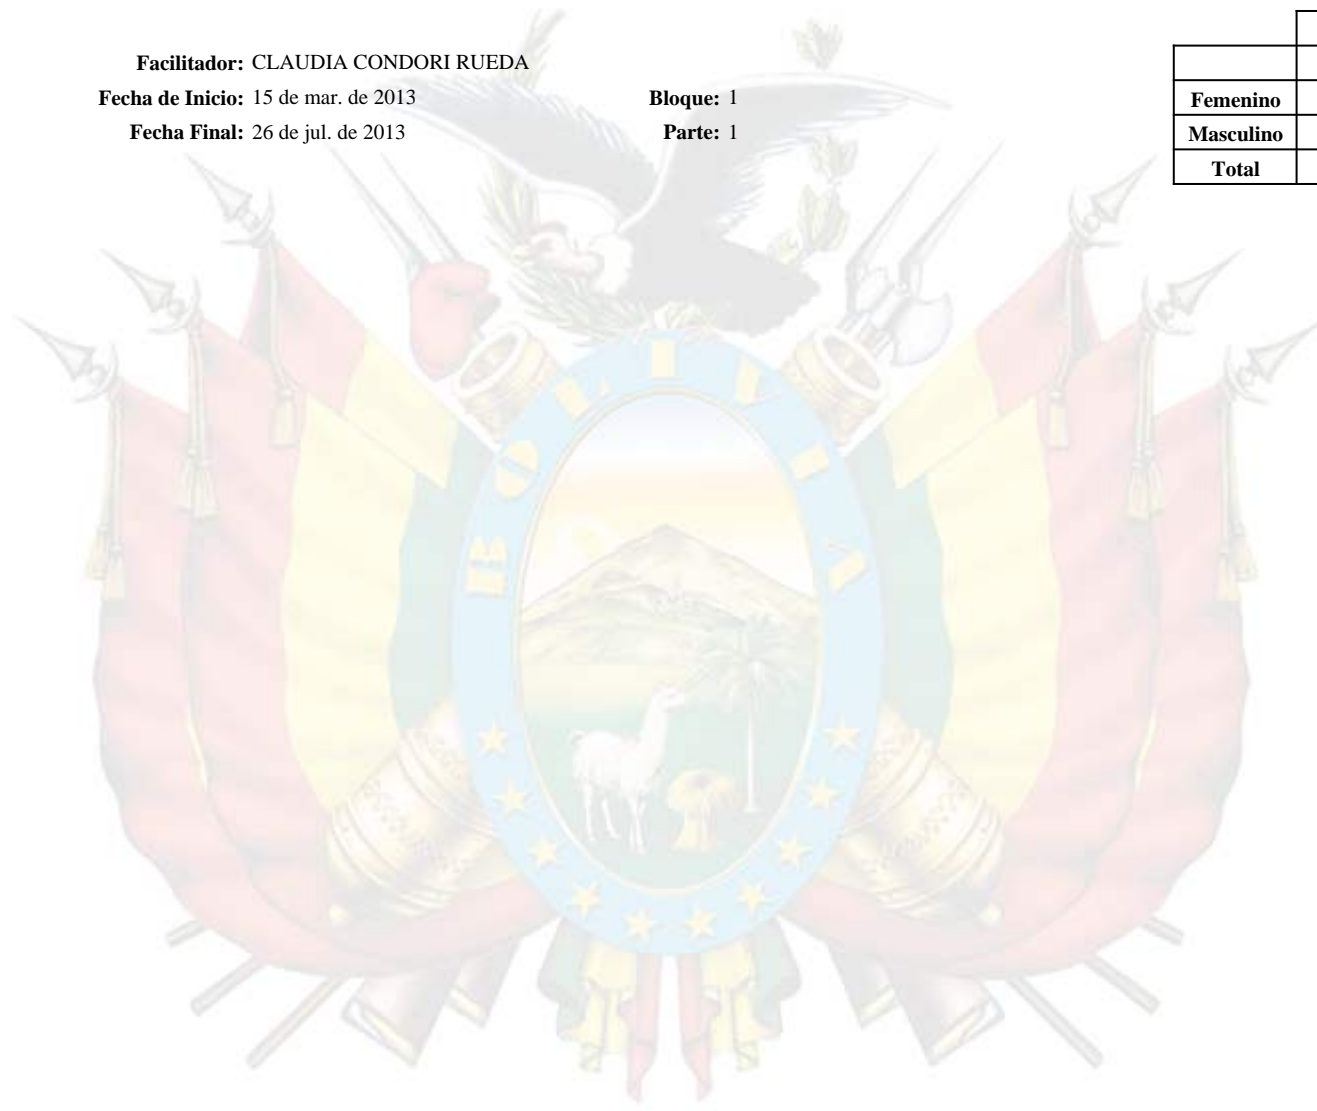 Facilitador: CLAUDIA CONDORI RUEDA
Fecha de Inicio: 15 de mar. de 2013 Bloque: 1
Fecha Final: 26 de jul. de 2013 Parte: 1
Femenino
Masculino
Total
BOLIVIA